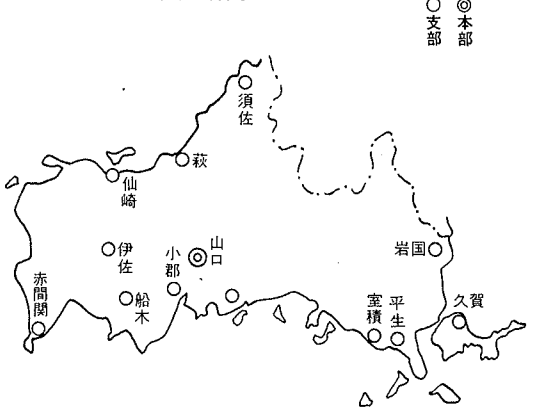 ◎本部
○支部
須佐
萩
仙崎
伊佐
小郡
山口
岩国
赤間関
船木
室積
平生
久賀